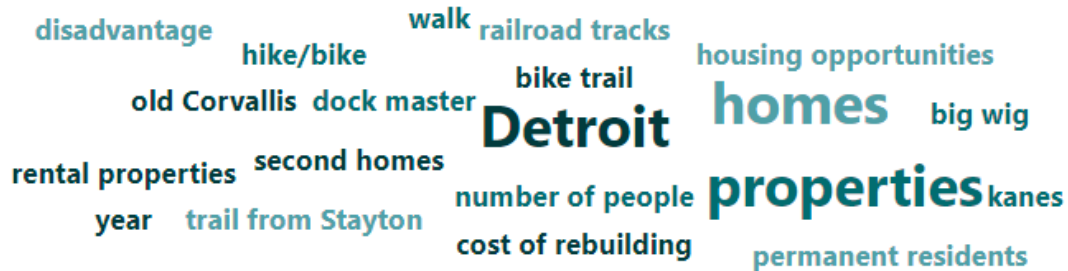 walk
disadvantage
railroad tracks
hike/bike
housing opportunities
bike trail
old Corvallis
dock master
homes
big wig
Detroit
second homes
rental properties
number of people
properties
kanes
year
trail from Stayton
cost of rebuilding
permanent residents